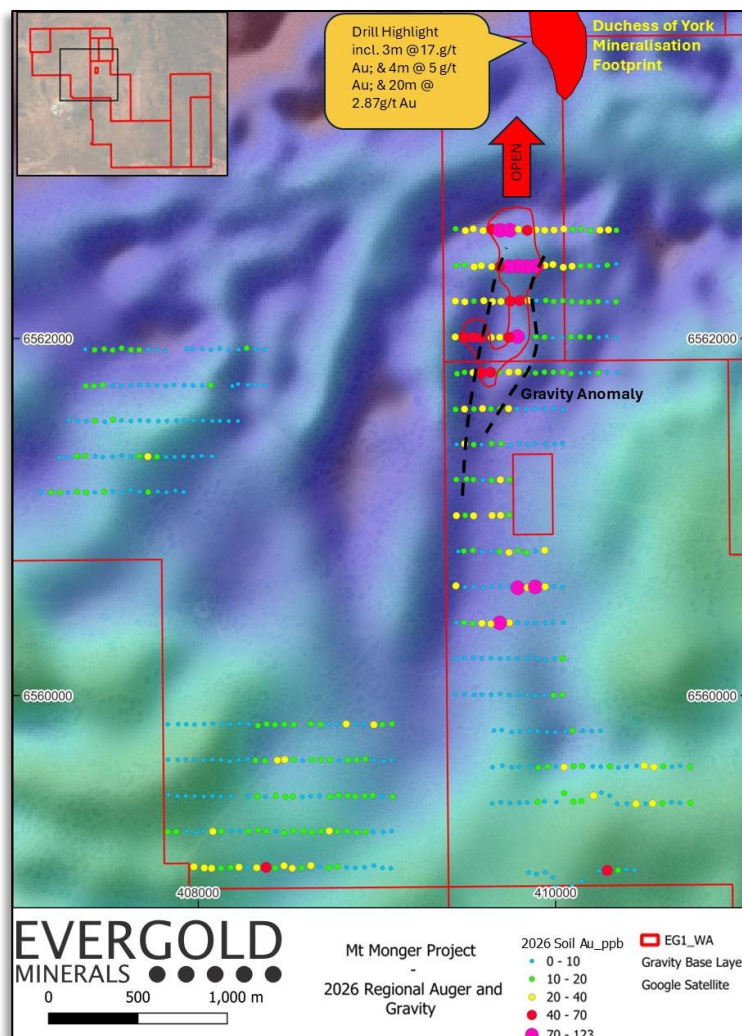 Drill Highlight
incl. 3m @17.g/t
Au; & 4m @ 5 g/t
Au; & 20m @
2.87g/t Au
Duchess of York
Mineralisation
Footprint
OPEN
6562000
6562000
Gravity Anomaly
6560000
6560000
408000
410000
EVERGOLD
MINERALS
0
500
1,000 m
Mt Monger Project
-
2026 Regional Auger and
Gravity
2026 Soil Au_ppb
0 - 10
10 - 20
20 - 40
40 - 70
70 - 123
EG1_WA
Gravity Base Laye
Google Satellite